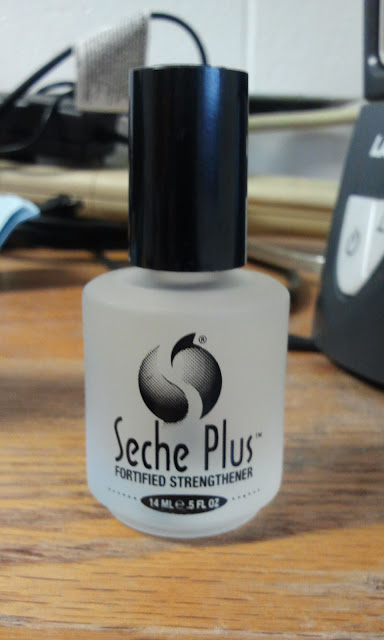 ®
Seche Plus™
FORTIFIED STRENGTHENER
14 ML ℮ .5 FL OZ